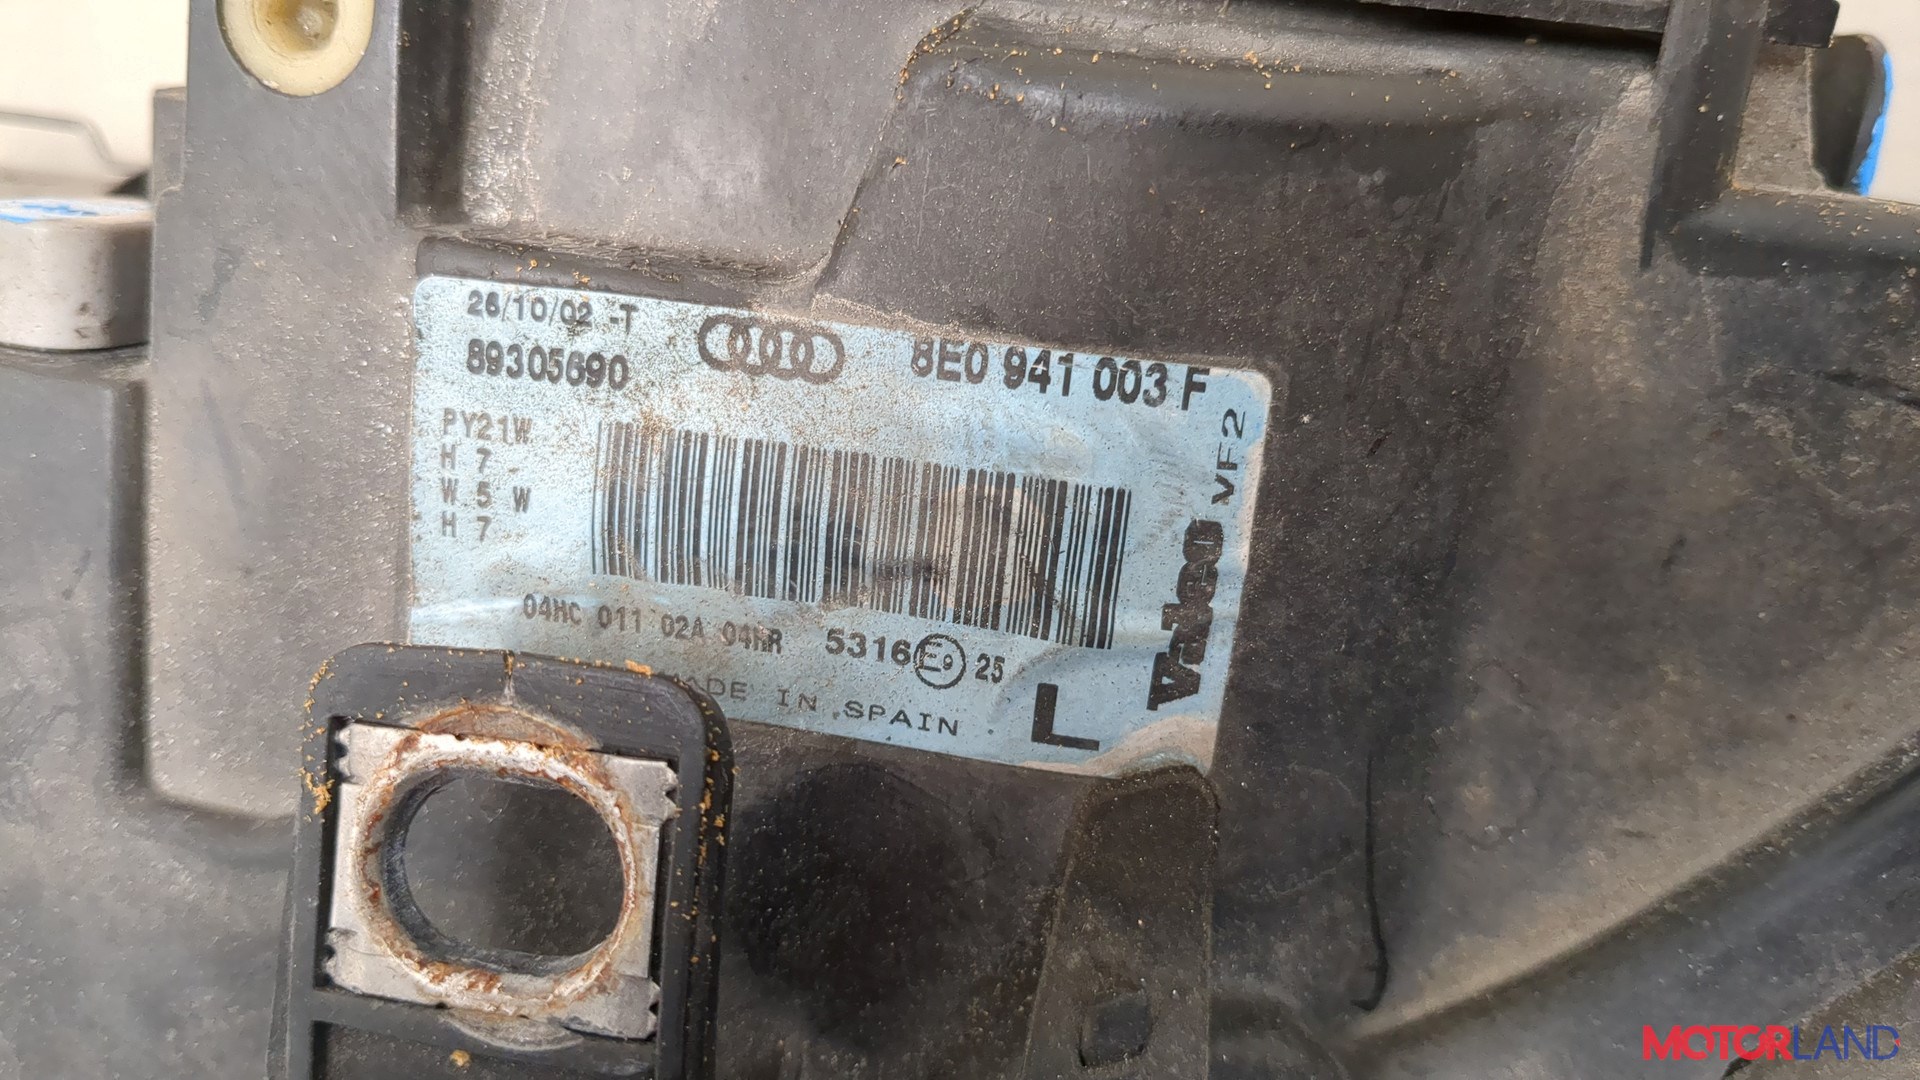 26/10/02 -T
89305690
8E0 941 003 F
PY21W
H 7
W 5 W
H 7
VF2
Valeo
04HC 011 02A 04HR 5316 E9 25
MADE IN SPAIN
L
MOTORLAND